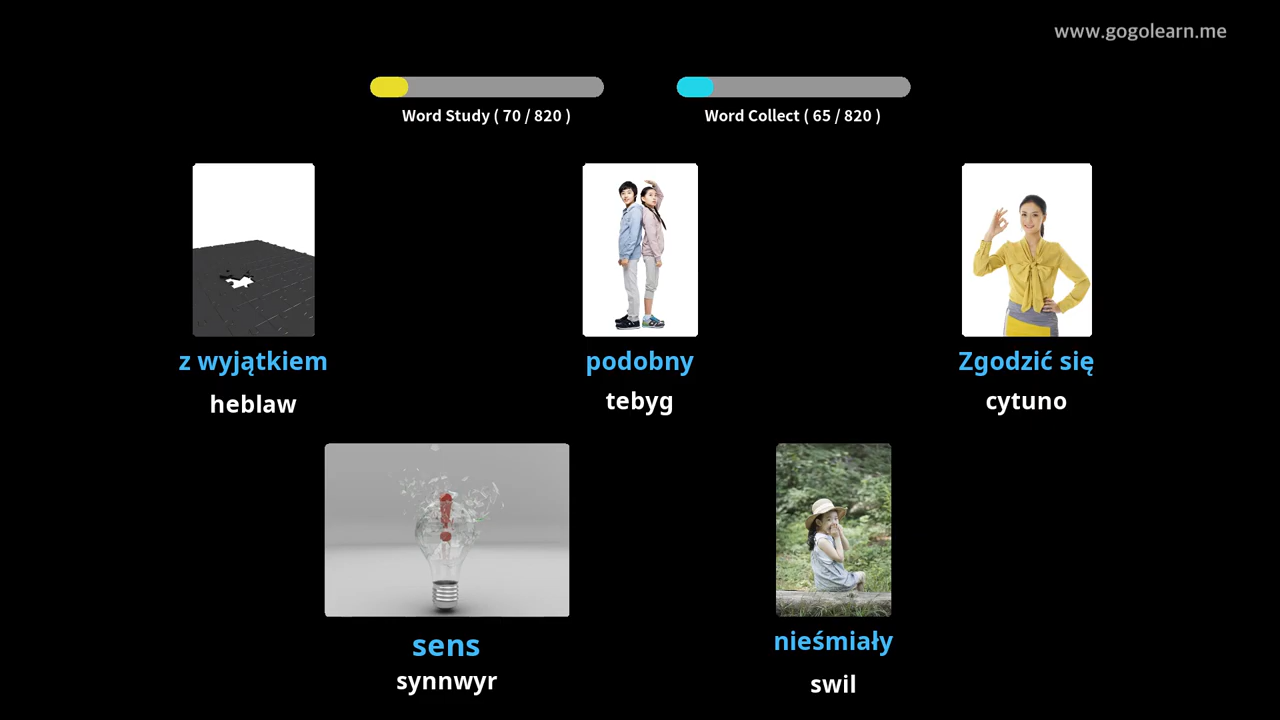 www.gogolearn.me
Word Study ( 70 / 820 )
Word Collect ( 65 / 820 )
z wyjątkiem
heblaw
podobny
tebyg
Zgodzić się
cytuno
sens
synnwyr
nieśmiały
swil